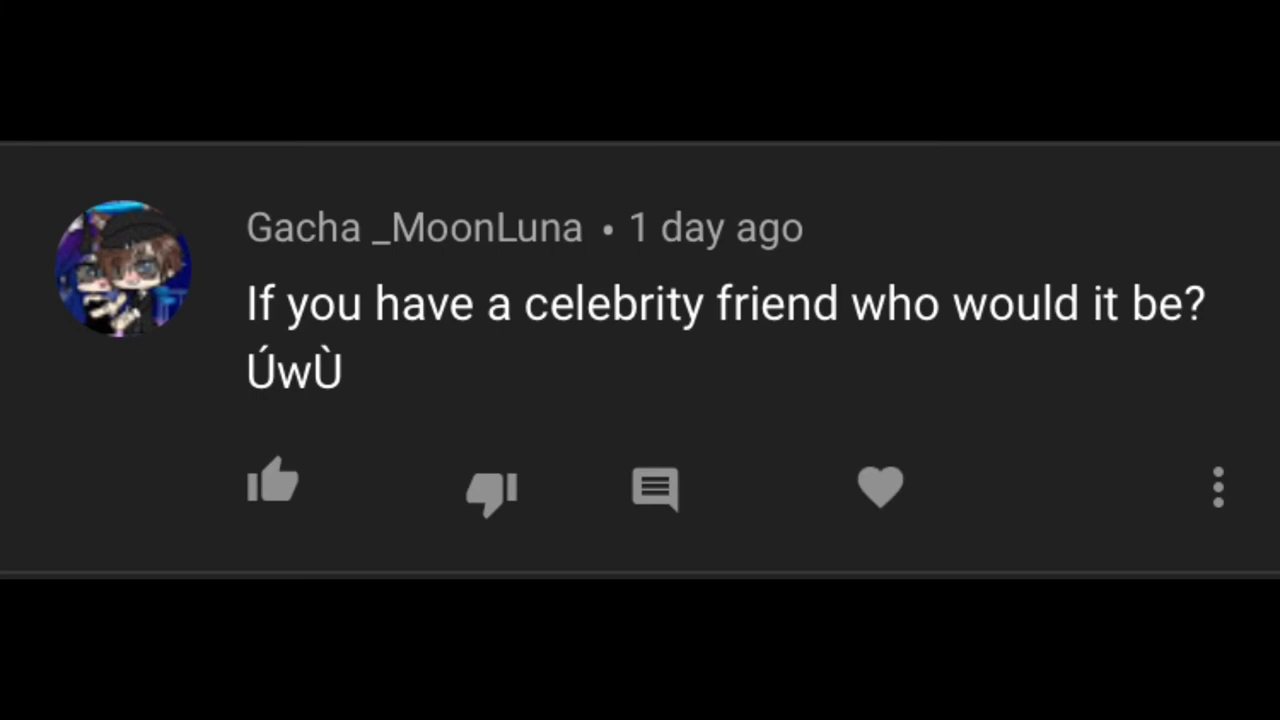 Gacha _MoonLuna • 1 day ago
If you have a celebrity friend who would it be?
ÚwÙ